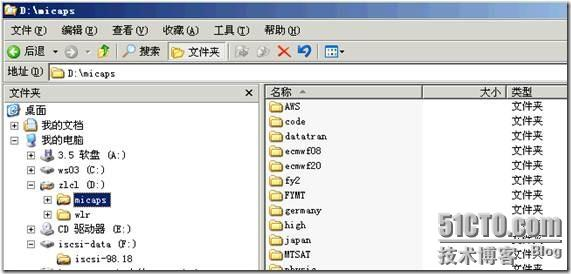 D:\micaps
文件(F) 编辑(E) 查看(V) 收藏(A) 工具(T) 帮助(H)
后退 搜索 文件夹
地址(D) D:\micaps
文件夹
桌面
我的文档
我的电脑
3.5 软盘 (A:)
ws03 (C:)
zlcl (D:)
micaps
wlr
CD 驱动器 (E:)
iscsi-data (F:)
iscsi-98.18
名称 大小 类型
AWS 文件夹
code 文件夹
datatran 文件夹
ecmwf08 文件夹
ecmwf20 文件夹
fy2 文件夹
FYMT 文件夹
germany 文件夹
high 文件夹
japan 文件夹
MTSAT 文件夹
51CTO.com
技术博客 Blog